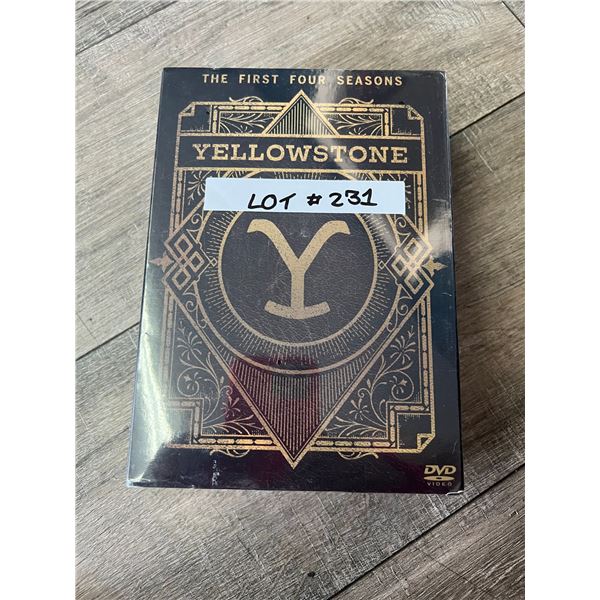 THE FIRST FOUR SEASONS
YELLOWSTONE
LOT # 231
Y
DVD
VIDEO